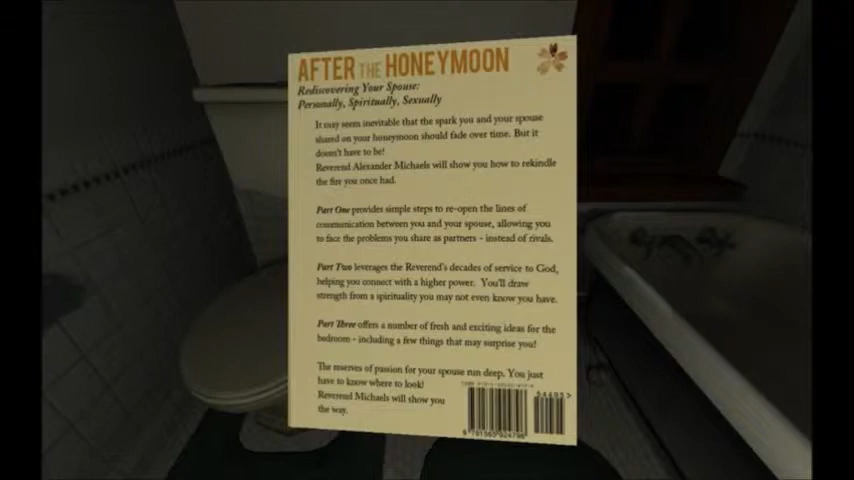 AFTER THE HONEYMOON
Rediscovering Your Spouse:
Personally, Spiritually, Sexually
It may seem inevitable that the spark you and your spouse
shared on your honeymoon should fade over time. But it
doesn't have to be!
Reverend Alexander Michaels will show you how to rekindle
the fire you once had.
Part One provides simple steps to re-open the lines of
communication between you and your spouse, allowing you
to face the problems you share as partners - instead of rivals.
Part Two leverages the Reverend's decades of service to God,
helping you connect with a higher power. You'll draw
strength from a spirituality you may not even know you have.
Part Three offers a number of fresh and exciting ideas for the
bedroom - including a few things that may surprise you!
The reserves of passion for your spouse run deep. You just
have to know where to look!
Reverend Michaels will show you
the way.